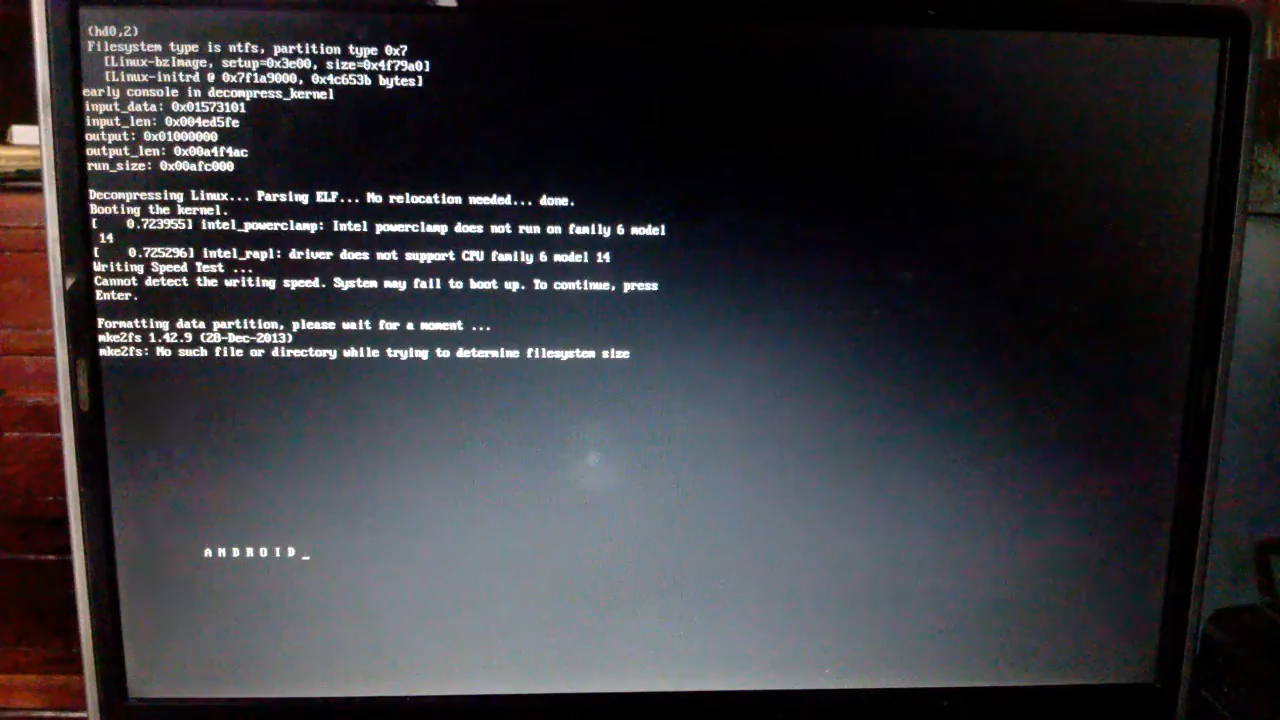 (hd0,2)
Filesystem type is ntfs, partition type 0x7
[Linux-bzImage, setup=0x3e00, size=0x4f79a0]
[Linux-initrd @ 0x7f1a9000, 0x4c653b bytes]
early console in decompress_kernel
input_data: 0x01573101
input_len: 0x004ed5fe
output: 0x01000000
output_len: 0x00a4f4ac
run_size: 0x00afc000
Decompressing Linux... Parsing ELF... No relocation needed... done.
Booting the kernel.
[    0.723955] intel_powerclamp: Intel powerclamp does not run on family 6 model
14
[    0.725296] intel_rapl: driver does not support CPU family 6 model 14
Writing Speed Test ...
Cannot detect the writing speed. System may fail to boot up. To continue, press
Enter.
Formatting data partition, please wait for a moment ...
mke2fs 1.42.9 (28-Dec-2013)
mke2fs: No such file or directory while trying to determine filesystem size
A N D R O I D _